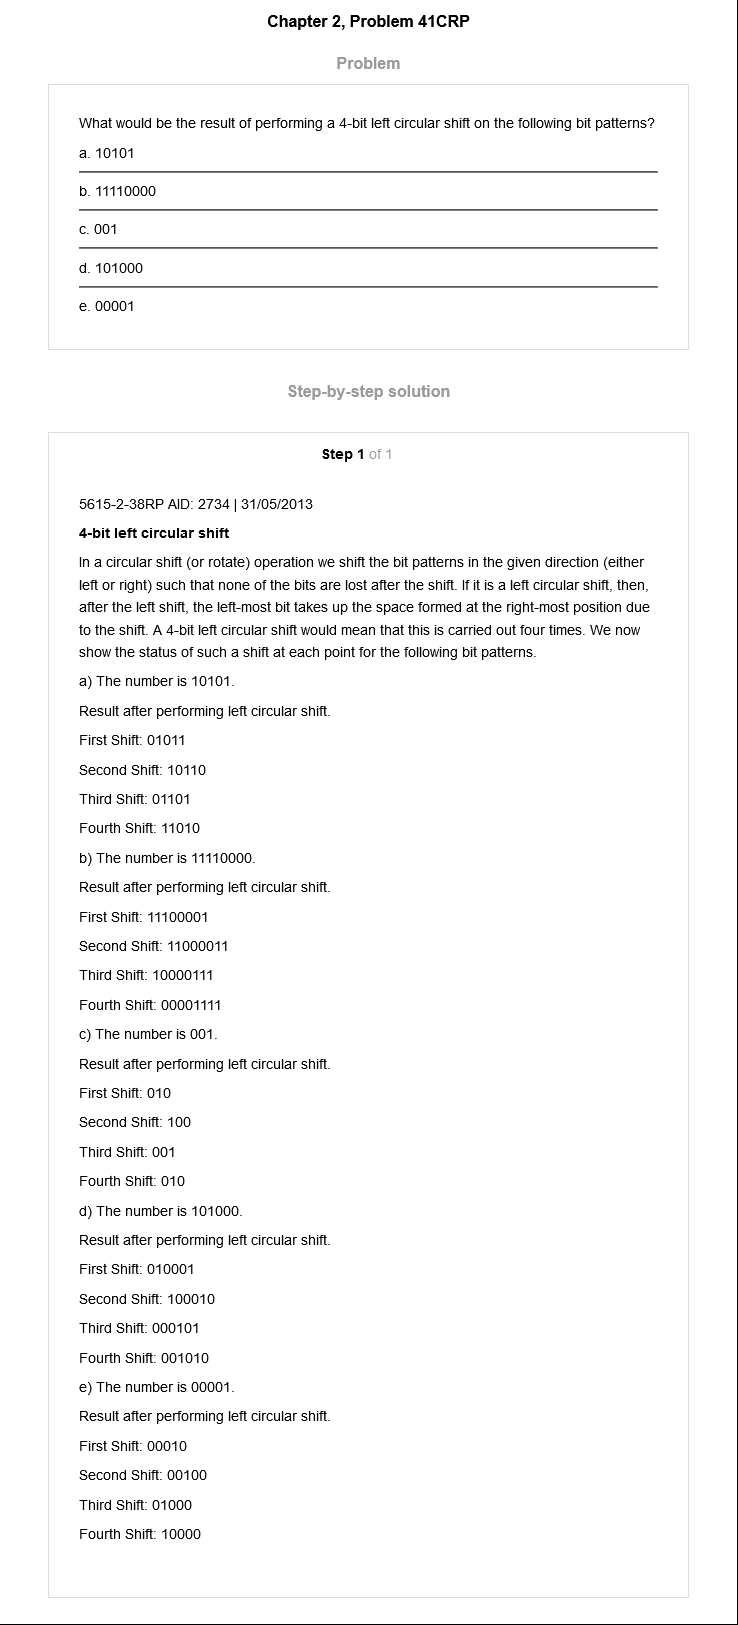 Chapter 2, Problem 41CRP
Problem
What would be the result of performing a 4-bit left circular shift on the following bit patterns?
a. 10101
b. 11110000
c. 001
d. 101000
e. 00001
Step-by-step solution
Step 1 of 1
5615-2-38RP AID: 2734 | 31/05/2013
4-bit left circular shift
In a circular shift (or rotate) operation we shift the bit patterns in the given direction (either
left or right) such that none of the bits are lost after the shift. If it is a left circular shift, then,
after the left shift, the left-most bit takes up the space formed at the right-most position due
to the shift. A 4-bit left circular shift would mean that this is carried out four times. We now
show the status of such a shift at each point for the following bit patterns.
a) The number is 10101.
Result after performing left circular shift.
First Shift: 01011
Second Shift: 10110
Third Shift: 01101
Fourth Shift: 11010
b) The number is 11110000.
Result after performing left circular shift.
First Shift: 11100001
Second Shift: 11000011
Third Shift: 10000111
Fourth Shift: 00001111
c) The number is 001.
Result after performing left circular shift.
First Shift: 010
Second Shift: 100
Third Shift: 001
Fourth Shift: 010
d) The number is 101000.
Result after performing left circular shift.
First Shift: 010001
Second Shift: 100010
Third Shift: 000101
Fourth Shift: 001010
e) The number is 00001.
Result after performing left circular shift.
First Shift: 00010
Second Shift: 00100
Third Shift: 01000
Fourth Shift: 10000